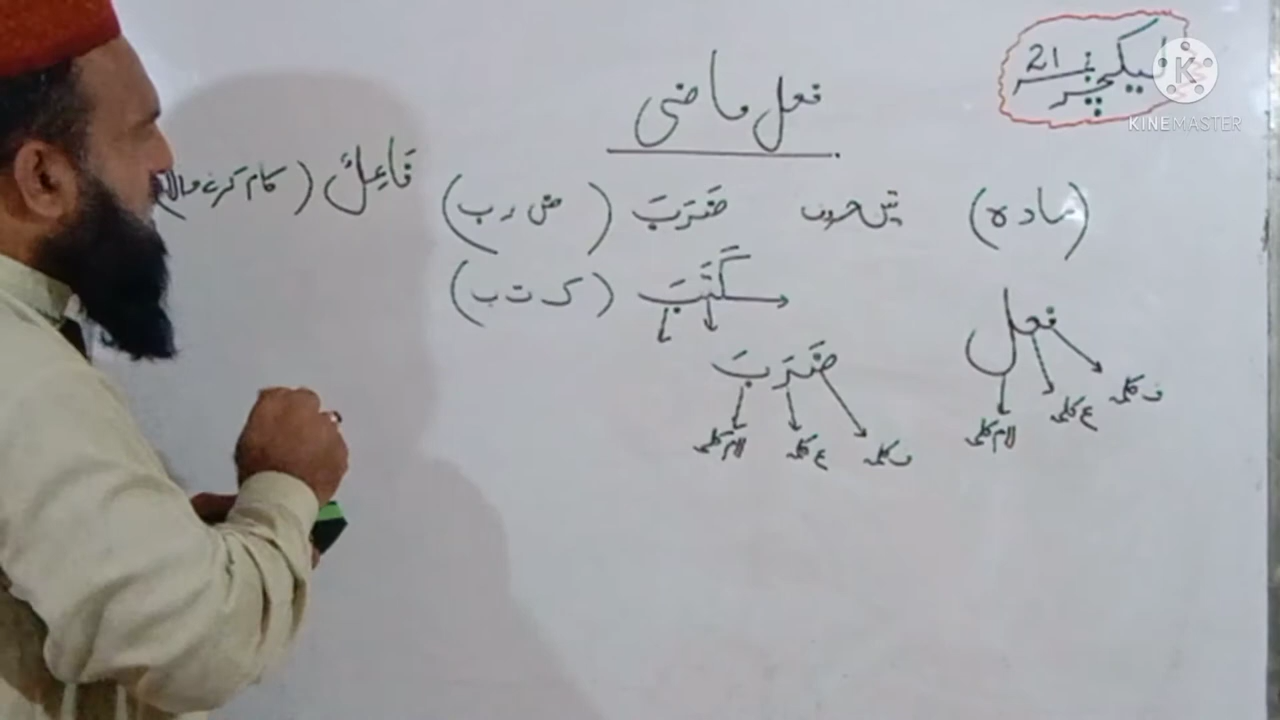 لیکچر نمبر 21
K
KINEMASTER
فعل ماضی
(مادہ) تین حروف ضَرَبَ (ض ر ب) فَاعِلٌ (کام کرنے والا)
کَتَبَ (ک ت ب)
فعل
ف کلمہ
ع کلمہ
لام کلمہ
ضَرَبَ
ف کلمہ
ع کلمہ
لام کلمہ